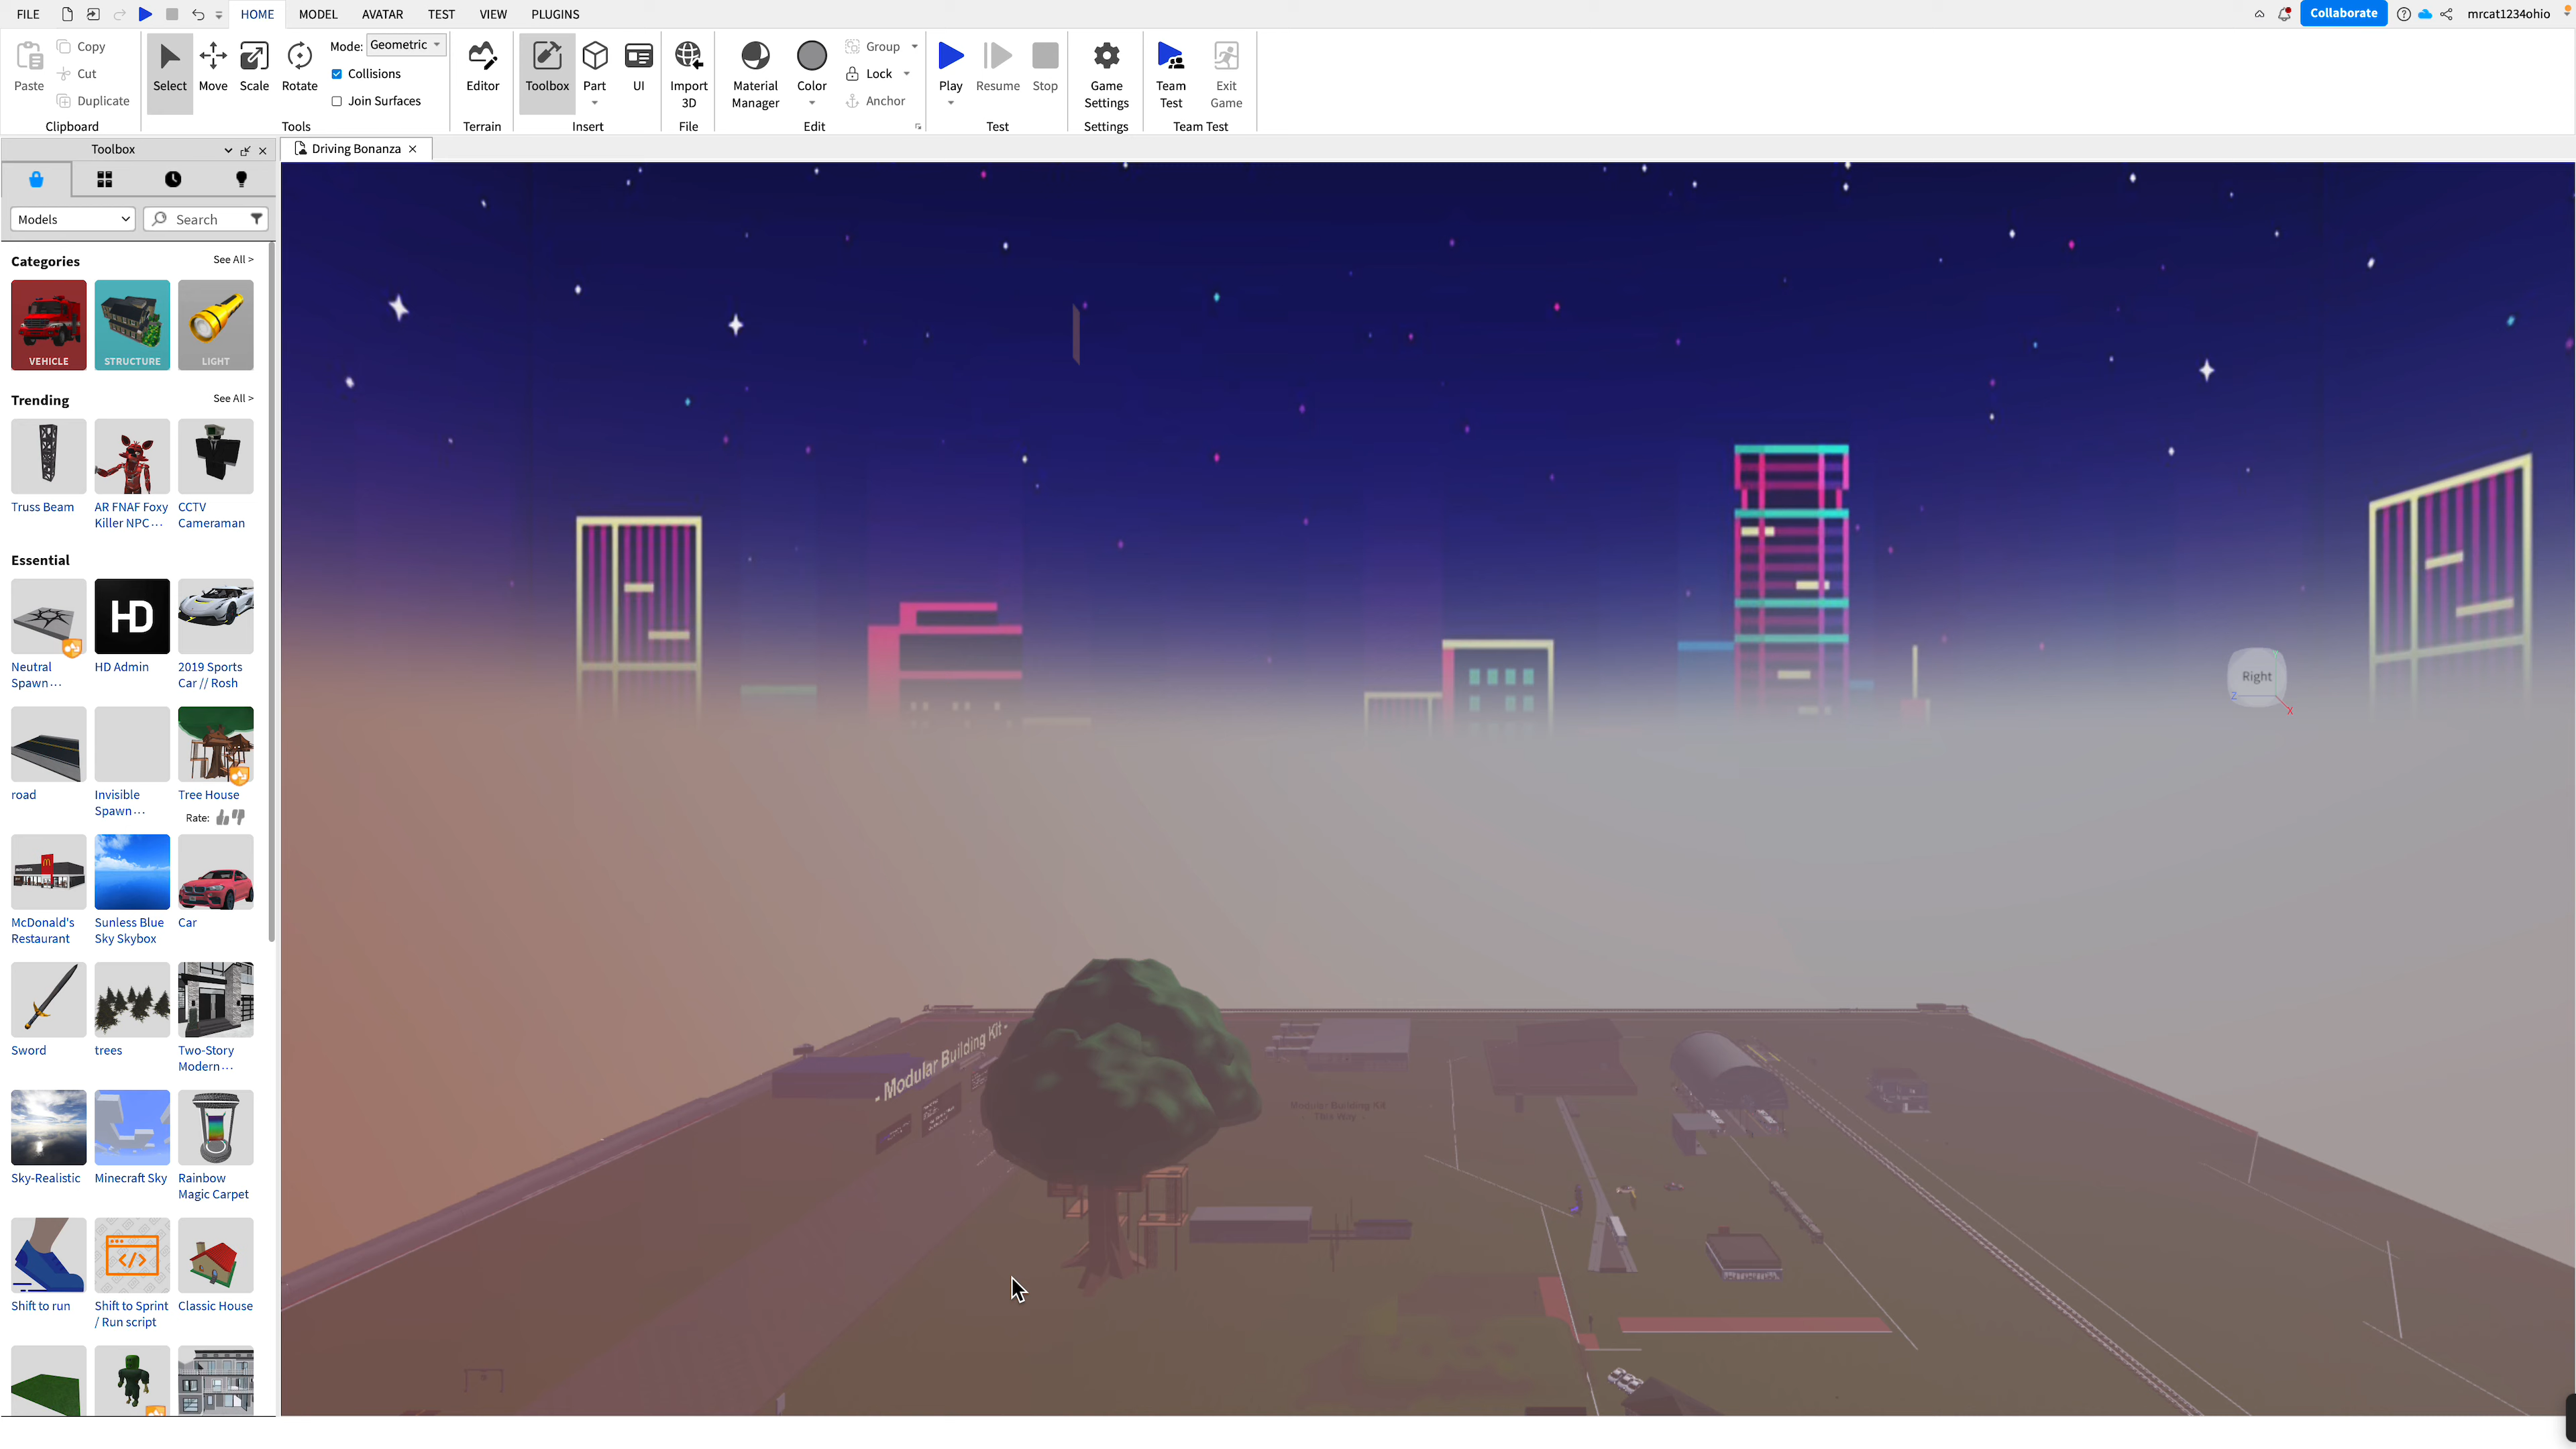 FILE HOME MODEL AVATAR TEST VIEW PLUGINS Collaborate mrcat1234ohio
Paste Copy Cut Duplicate
Clipboard
Select Move Scale Rotate
Mode: Geometric
Collisions
Join Surfaces
Tools
Editor
Terrain
Toolbox Part UI
Insert
Import 3D
File
Material Manager Color Group Lock Anchor
Edit
Play Resume Stop
Test
Game Settings
Settings
Team Test Exit Game
Team Test
Toolbox
Driving Bonanza
Models Search
Categories See All >
VEHICLE STRUCTURE LIGHT
Trending See All >
Truss Beam
AR FNAF Foxy Killer NPC...
CCTV Cameraman
Essential
HD
Neutral Spawn...
HD Admin
2019 Sports Car // Rosh
road
Invisible Spawn...
Tree House
Rate:
McDonald's Restaurant
Sunless Blue Sky Skybox
Car
Sword
trees
Two-Story Modern...
Sky-Realistic
Minecraft Sky
Rainbow Magic Carpet
Shift to run
Shift to Sprint / Run script
Classic House
Right
Z
X
- Modular Building Kit -
Modular Building Kit
This Way